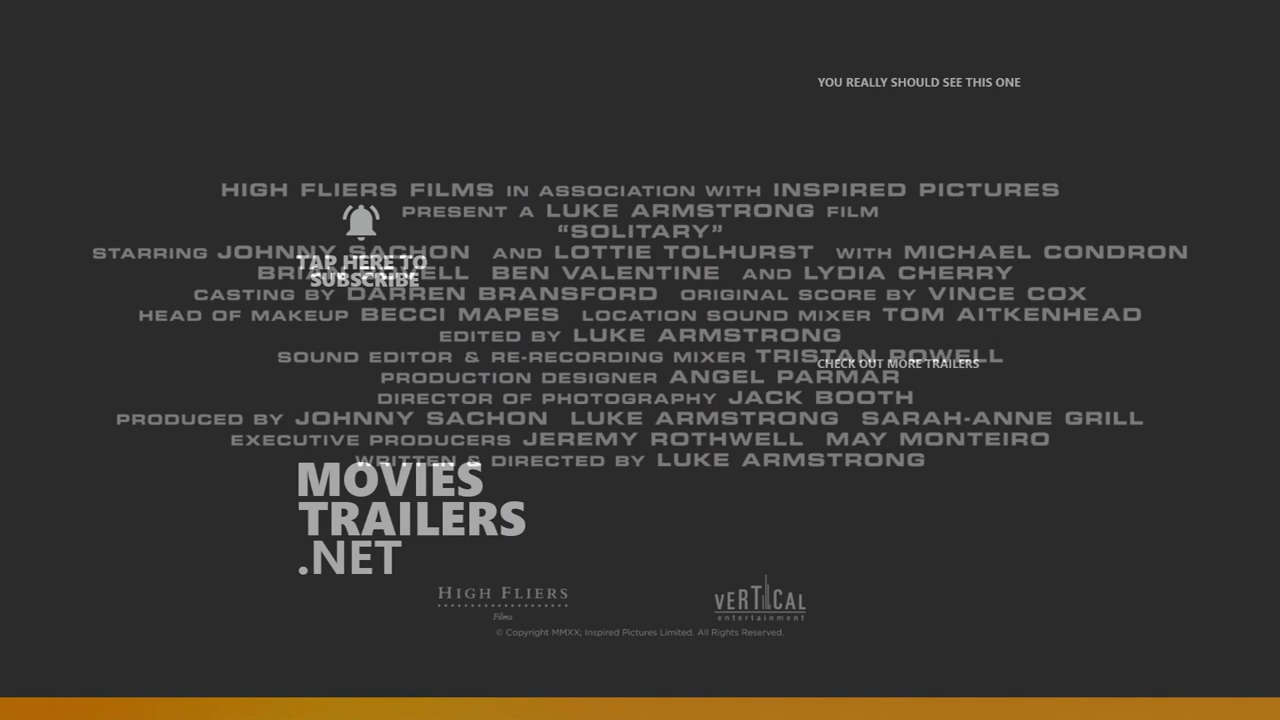 YOU REALLY SHOULD SEE THIS ONE
HIGH FLIERS FILMS IN ASSOCIATION WITH INSPIRED PICTURES
PRESENT A LUKE ARMSTRONG FILM
“SOLITARY”
STARRING JOHNNY SACHON AND LOTTIE TOLHURST WITH MICHAEL CONDRON
TAP HERE TO
BEN VALENTINE AND LYDIA CHERRY
SUBSCRIBE
CASTING BY DARREN BRANSFORD ORIGINAL SCORE BY VINCE COX
HEAD OF MAKEUP BECCI MAPES LOCATION SOUND MIXER TOM AITKENHEAD
EDITED BY LUKE ARMSTRONG
SOUND EDITOR & RE-RECORDING MIXER TRISTAN POWELL
CHECK OUT MORE TRAILERS
PRODUCTION DESIGNER ANGEL PARMAR
DIRECTOR OF PHOTOGRAPHY JACK BOOTH
PRODUCED BY JOHNNY SACHON LUKE ARMSTRONG SARAH-ANNE GRILL
EXECUTIVE PRODUCERS JEREMY ROTHWELL MAY MONTEIRO
WRITTEN & DIRECTED BY LUKE ARMSTRONG
MOVIES
TRAILERS
.NET
HIGH FLIERS
Films
VERTICAL
entertainment
© Copyright MMXX; Inspired Pictures Limited. All Rights Reserved.